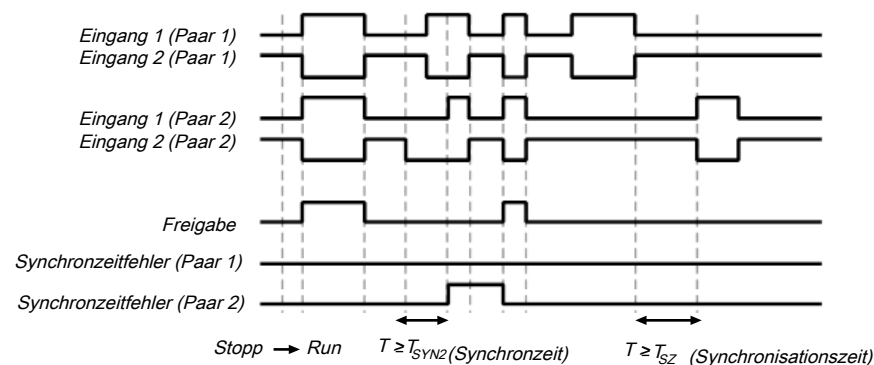 Eingang 1 (Paar 1)
Eingang 2 (Paar 1)
Eingang 1 (Paar 2)
Eingang 2 (Paar 2)
Freigabe
Synchronzeitfehler (Paar 1)
Synchronzeitfehler (Paar 2)
Stopp → Run T ≥ TSYN2 (Synchronzeit) T ≥ TSZ (Synchronisationszeit)